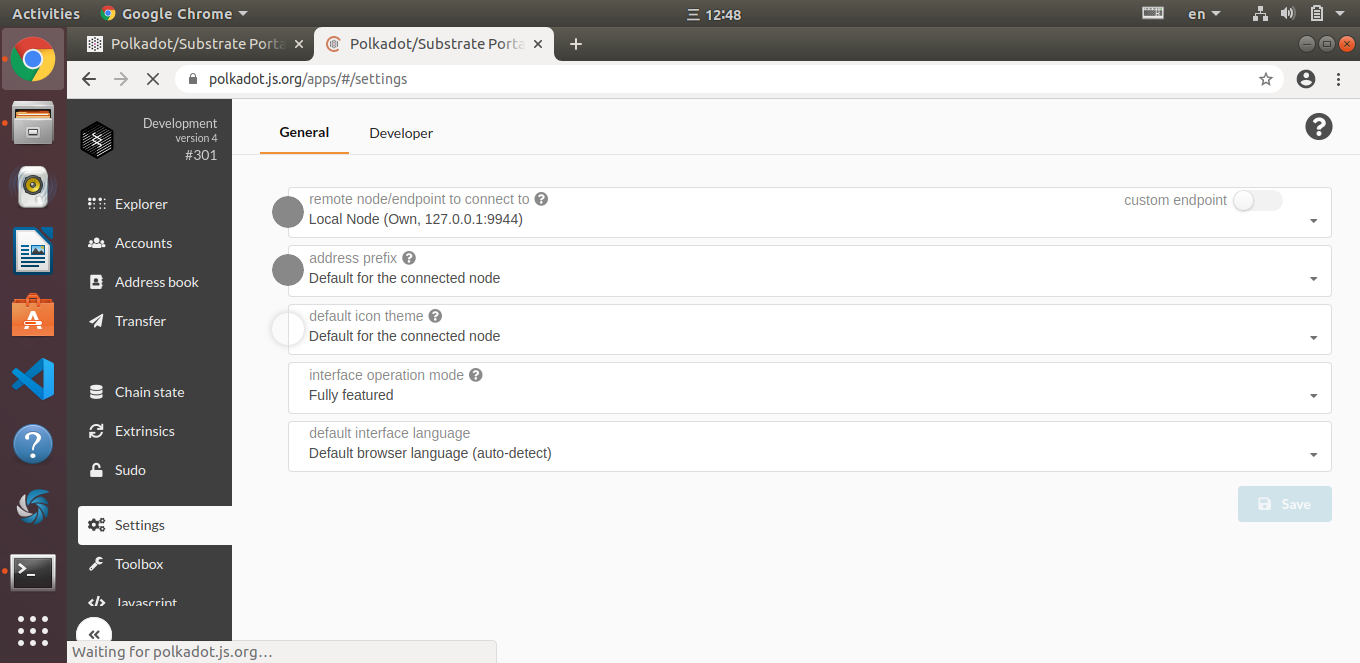 Activities
Google Chrome
12:48
en
Polkadot/Substrate Porta
Polkadot/Substrate Porta
polkadot.js.org/apps/#/settings
Development
version 4
#301
Explorer
Accounts
Address book
Transfer
Chain state
Extrinsics
Sudo
Settings
Toolbox
Javascript
General
Developer
remote node/endpoint to connect to
custom endpoint
Local Node (Own, 127.0.0.1:9944)
address prefix
Default for the connected node
default icon theme
Default for the connected node
interface operation mode
Fully featured
default interface language
Default browser language (auto-detect)
Save
Waiting for polkadot.js.org...